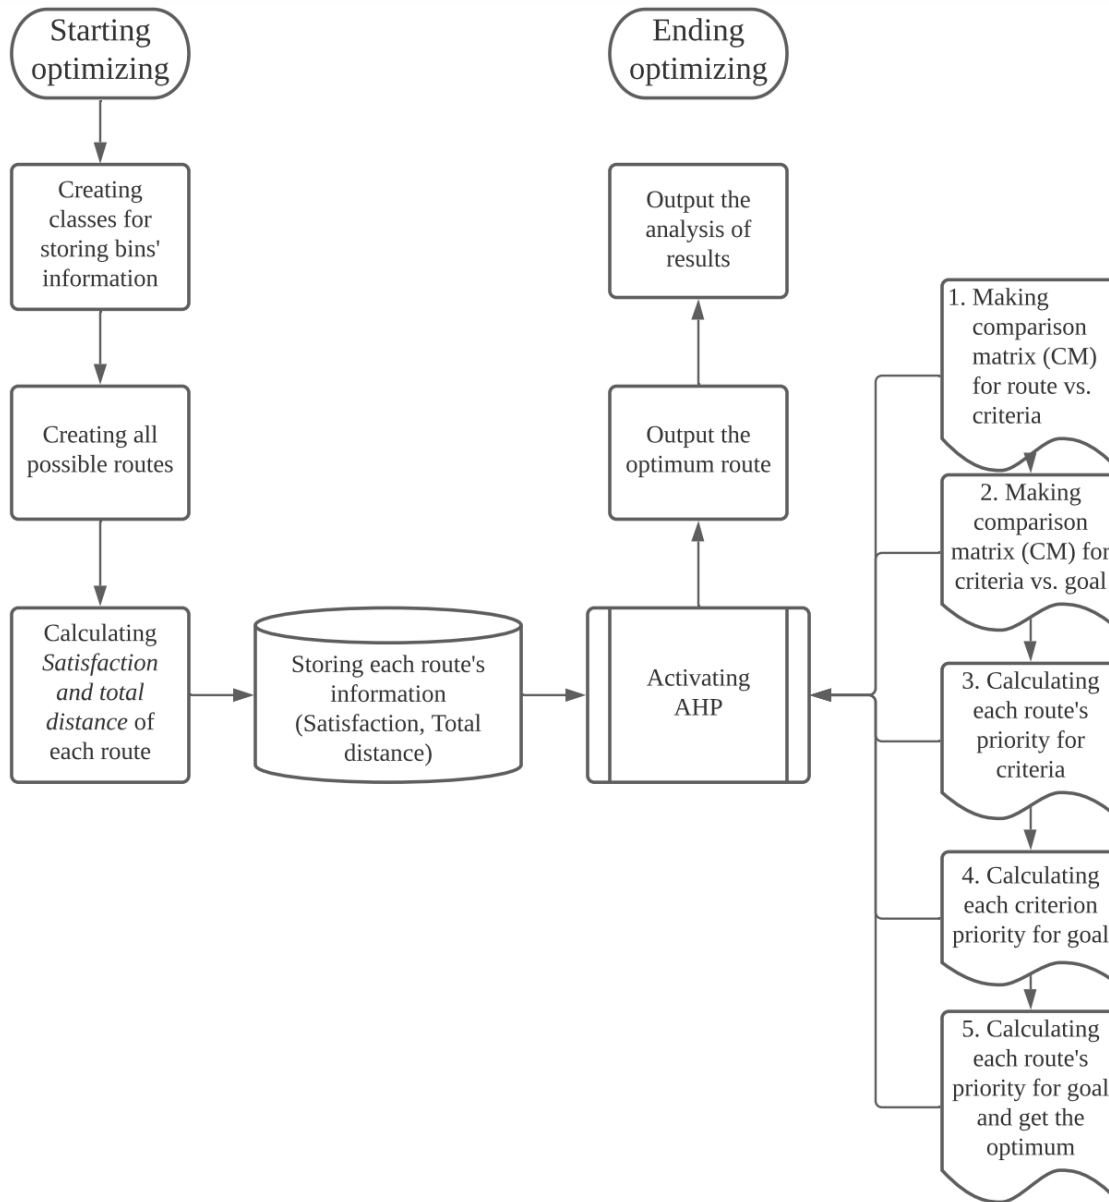 Starting
optimizing
Creating
classes for
storing bins'
information
Creating all
possible routes
Calculating
Satisfaction
and total
distance of
each route
Storing each route's
information
(Satisfaction, Total
distance)
Ending
optimizing
Output the
analysis of
results
Output the
optimum route
Activating
AHP
1. Making
comparison
matrix (CM)
for route vs.
criteria
2. Making
comparison
matrix (CM) for
criteria vs. goal
3. Calculating
each route's
priority for
criteria
4. Calculating
each criterion
priority for goal
5. Calculating
each route's
priority for goal
and get the
optimum